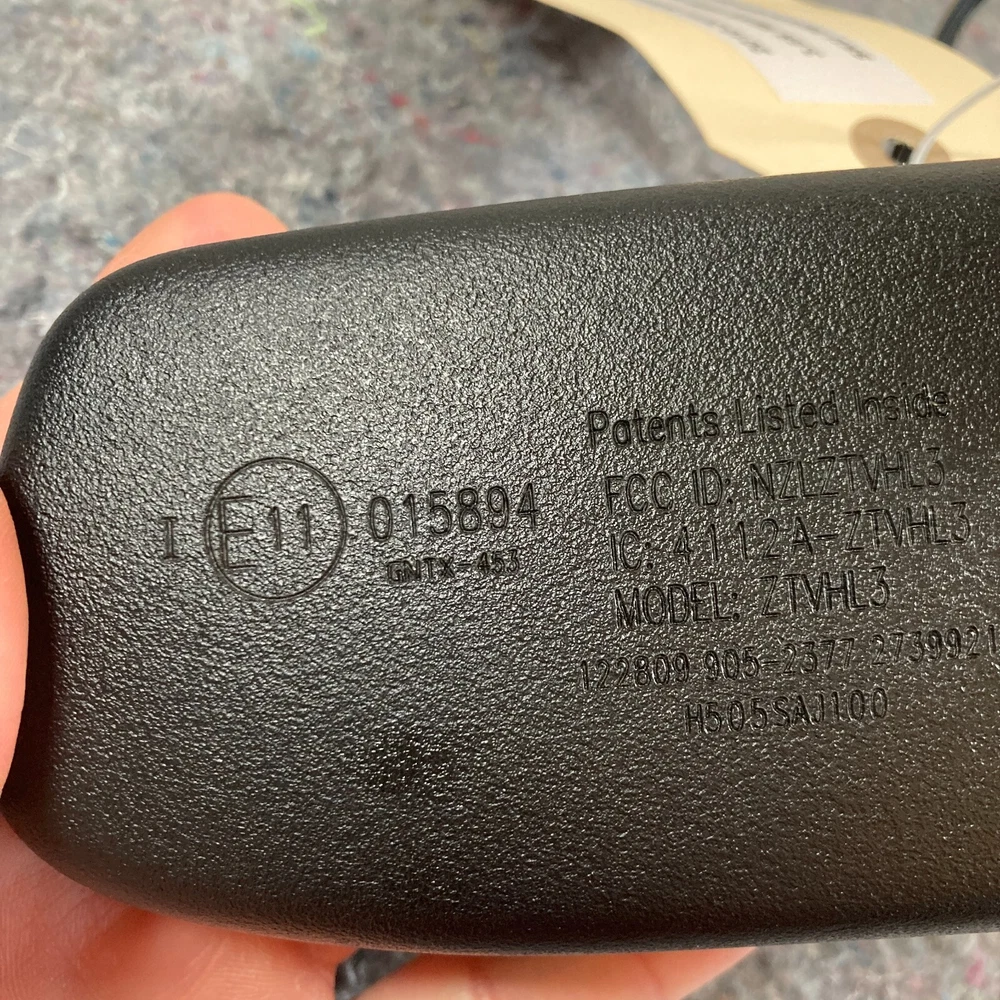 I E11 015894
GNTX-453
Patents Listed Inside
FCC ID: NZLZTVHL3
IC: 4112A-ZTVHL3
MODEL: ZTVHL3
122809 905-2377 273992
H505SAJ100